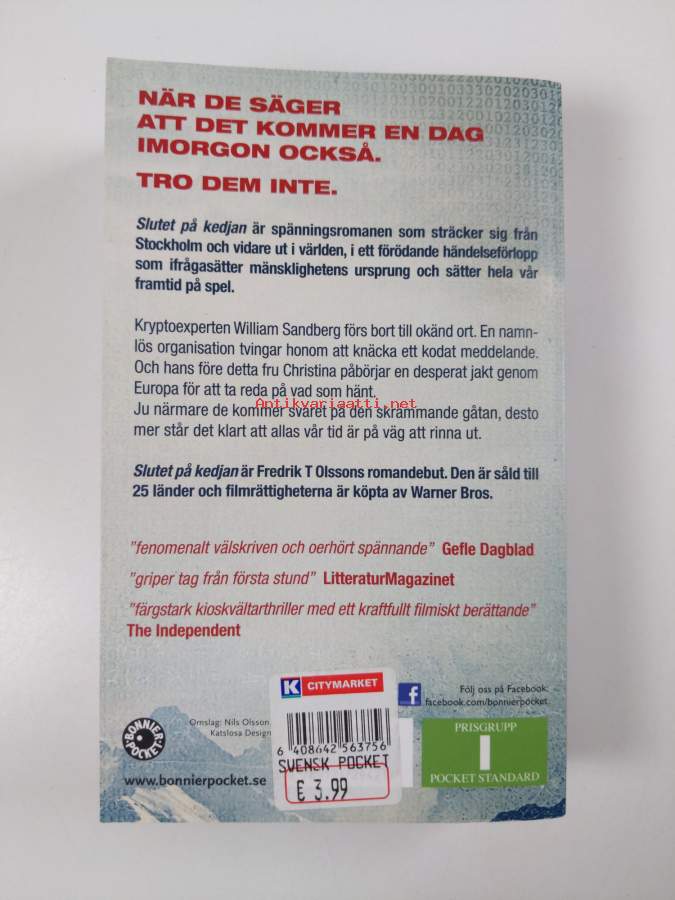 NÄR DE SÄGER
ATT DET KOMMER EN DAG
IMORGON OCKSÅ.
TRO DEM INTE.
Slutet på kedjan är spänningsromanen som sträcker sig från
Stockholm och vidare ut i världen, i ett förödande händelseförlopp
som ifrågasätter mänsklighetens ursprung och sätter hela vår
framtid på spel.
Kryptoexperten William Sandberg förs bort till okänd ort. En namn-
lös organisation tvingar honom att knäcka ett kodat meddelande.
Och hans före detta fru Christina påbörjar en desperat jakt genom
Europa för att ta reda på vad som hänt.
Antikvariaatti.net
Ju närmare de kommer svaret på den skrämmande gåtan, desto
mer står det klart att allas vår tid är på väg att rinna ut.
Slutet på kedjan är Fredrik T Olssons romandebut. Den är såld till
25 länder och filmrättigheterna är köpta av Warner Bros.
"fenomenalt välskriven och oerhört spännande" Gefle Dagblad
"griper tag från första stund" LitteraturMagazinet
"färgstark kioskvältarthriller med ett kraftfullt filmiskt berättande"
The Independent
K CITYMARKET
Följ oss på Facebook:
facebook.com/bonnierpocket
Omslag: Nils Olsson
Katslosa Design
BONNIER POCKET
www.bonnierpocket.se
6 408642 563756
SVENSK POCKET
€ 3.99
PRISGRUPP
1
POCKET STANDARD